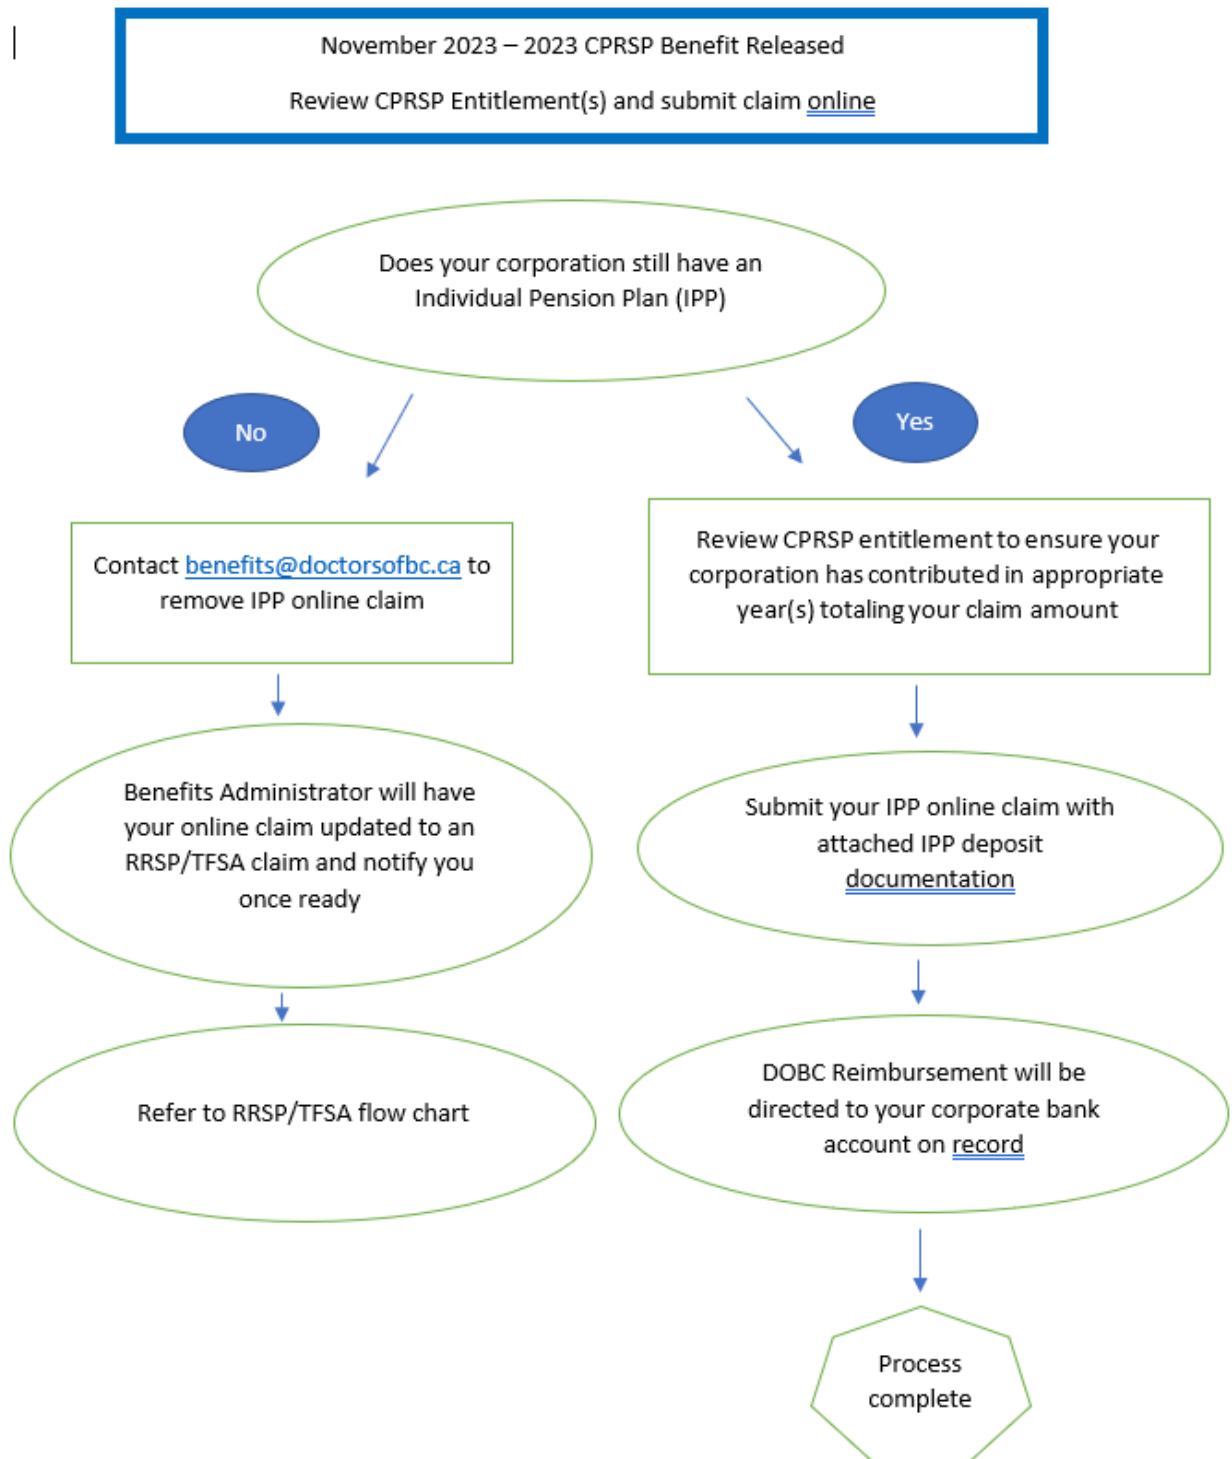 November 2023 – 2023 CPRSP Benefit Released
Review CPRSP Entitlement(s) and submit claim online
Does your corporation still have an
Individual Pension Plan (IPP)
No
Yes
Contact benefits@doctorsofbc.ca to
remove IPP online claim
Review CPRSP entitlement to ensure your
corporation has contributed in appropriate
year(s) totaling your claim amount
Benefits Administrator will have
your online claim updated to an
RRSP/TFSA claim and notify you
once ready
Submit your IPP online claim with
attached IPP deposit
documentation
Refer to RRSP/TFSA flow chart
DOBC Reimbursement will be
directed to your corporate bank
account on record
Process
complete